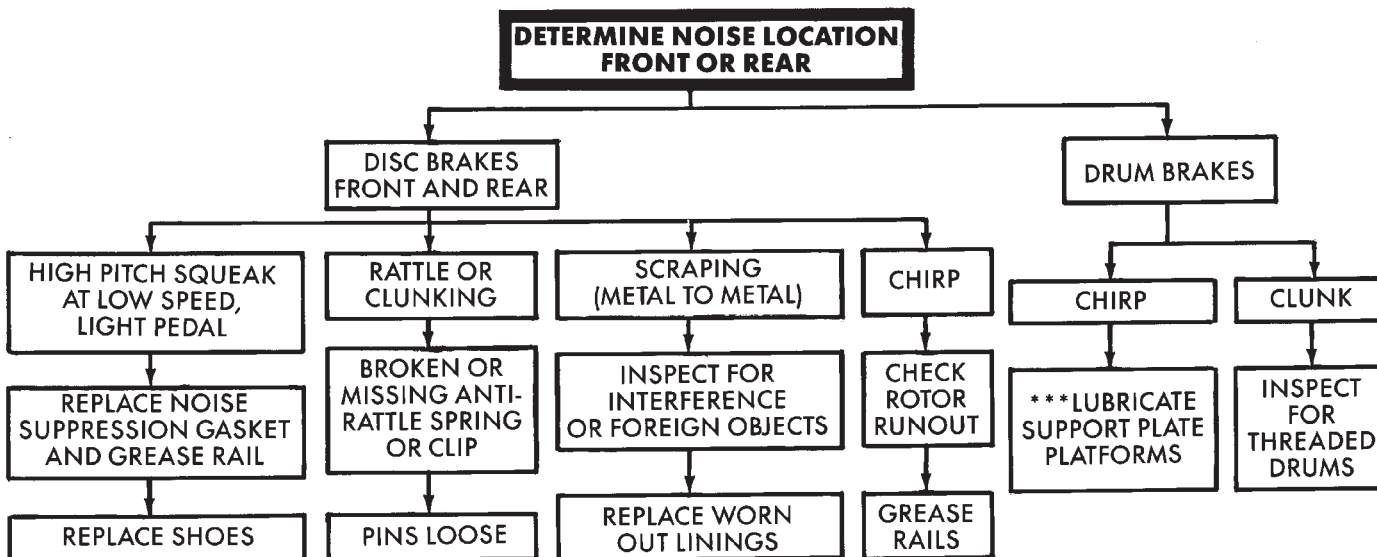 DETERMINE NOISE LOCATION
FRONT OR REAR
DISC BRAKES
FRONT AND REAR
DRUM BRAKES
HIGH PITCH SQUEAK
AT LOW SPEED,
LIGHT PEDAL
RATTLE OR
CLUNKING
SCRAPING
(METAL TO METAL)
CHIRP
CHIRP
CLUNK
REPLACE NOISE
SUPPRESSION GASKET
AND GREASE RAIL
BROKEN OR
MISSING ANTI-
RATTLE SPRING
OR CLIP
INSPECT FOR
INTERFERENCE
OR FOREIGN OBJECTS
CHECK
ROTOR
RUNOUT
***LUBRICATE
SUPPORT PLATE
PLATFORMS
INSPECT
FOR
THREADED
DRUMS
REPLACE SHOES
PINS LOOSE
REPLACE WORN
OUT LININGS
GREASE
RAILS